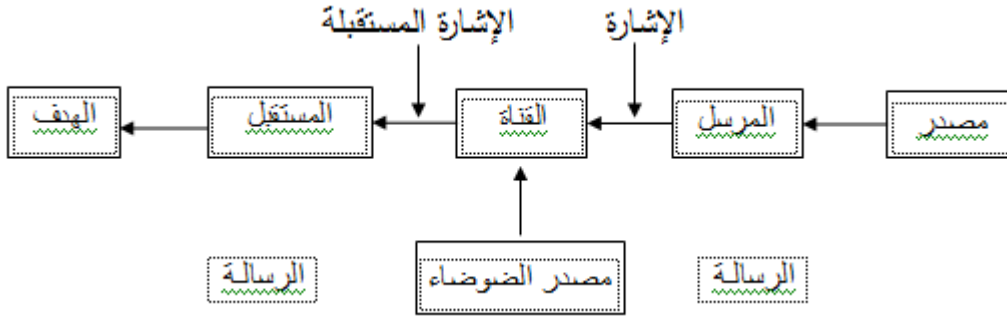 الإشارة
الإشارة المستقبلة
مصدر
المرسل
القناة
المستقبل
الهدف
الرسالة
مصدر الضوضاء
الرسالة